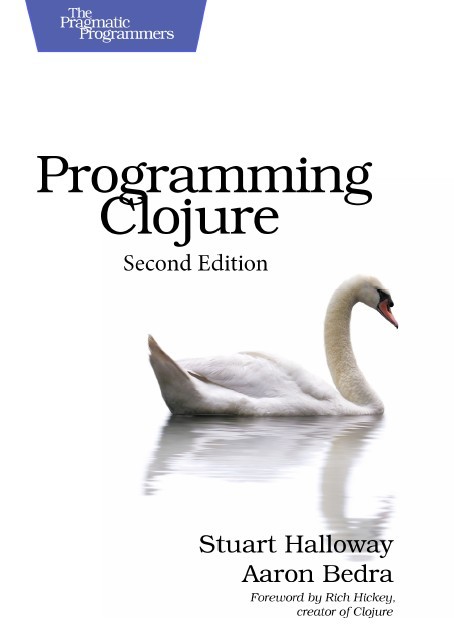 The
Pragmatic
Programmers
Programming
Clojure
Second Edition
Stuart Halloway
Aaron Bedra
Foreword by Rich Hickey,
creator of Clojure